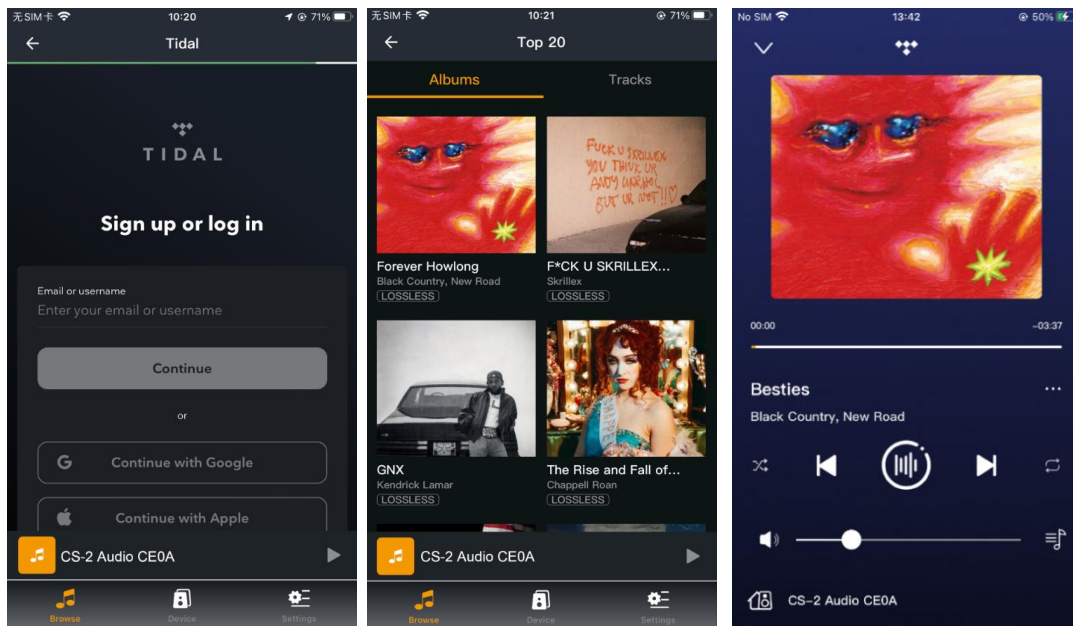 无SIM卡
10:20
71%
Tidal
TIDAL
Sign up or log in
Email or username
Enter your email or username
Continue
or
G
Continue with Google
Continue with Apple
CS-2 Audio CE0A
Browse
Device
Settings
无SIM卡
10:21
71%
Top 20
Albums
Tracks
FUCK U SKRILLEX
YOU THINK UR
ANDY WARHOL
BUT UR NOT!!
Forever Howlong
Black Country, New Road
LOSSLESS
F*CK U SKRILLEX...
Skrillex
LOSSLESS
GNX
Kendrick Lamar
LOSSLESS
The Rise and Fall of...
Chappell Roan
LOSSLESS
CS-2 Audio CE0A
Browse
Device
Settings
No SIM
13:42
50%
00:00
-03:37
Besties
Black Country, New Road
CS-2 Audio CE0A